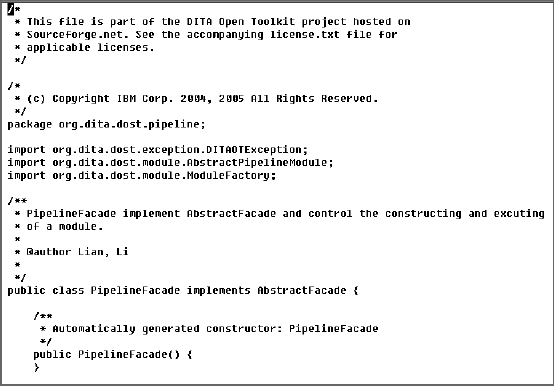 /*
 * This file is part of the DITA Open Toolkit project hosted on
 * Sourceforge.net. See the accompanying license.txt file for
 * applicable licenses.
 */

/*
 * (c) Copyright IBM Corp. 2004, 2005 All Rights Reserved.
 */
package org.dita.dost.pipeline;

import org.dita.dost.exception.DITAOTException;
import org.dita.dost.module.AbstractPipelineModule;
import org.dita.dost.module.ModuleFactory;

/**
 * PipelineFacade implement AbstractFacade and control the constructing and excuting
 * of a module.
 *
 * @author Lian, Li
 *
 */
public class PipelineFacade implements AbstractFacade {

    /**
     * Automatically generated constructor: PipelineFacade
     */
    public PipelineFacade() {
    }